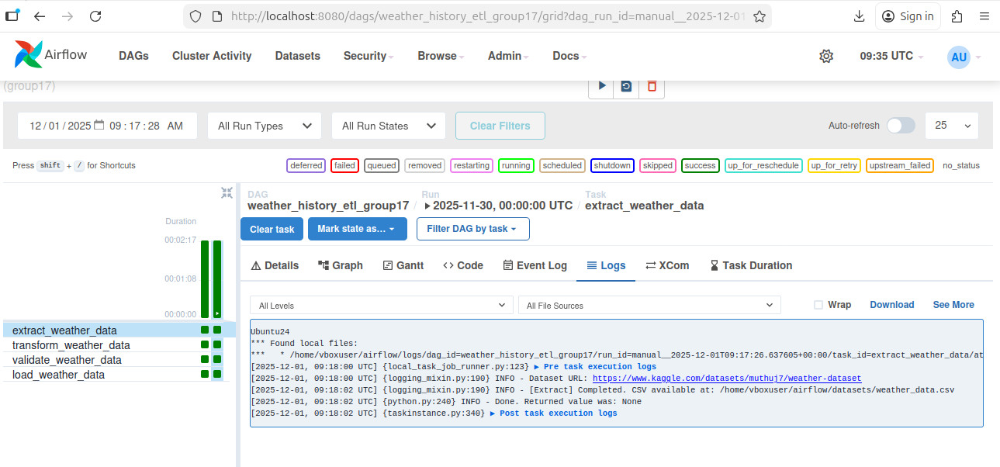 http://localhost:8080/dags/weather_history_etl_group17/grid?dag_run_id=manual__2025-12-01
Sign in
Airflow
DAGs Cluster Activity Datasets Security Browse Admin Docs 09:35 UTC AU
(group17)
12 / 01 / 2025 09 : 17 : 28 AM All Run Types All Run States Clear Filters Auto-refresh 25
Press shift + / for Shortcuts deferred failed queued removed restarting running scheduled shutdown skipped success up_for_reschedule up_for_retry upstream_failed no_status
DAG Run Task
weather_history_etl_group17 / 2025-11-30, 00:00:00 UTC / extract_weather_data
Clear task Mark state as… Filter DAG by task
Duration
00:02:17
00:01:08
00:00:00
extract_weather_data
transform_weather_data
validate_weather_data
load_weather_data
Details Graph Gantt Code Event Log Logs XCom Task Duration
All Levels All File Sources Wrap Download See More
Ubuntu24
*** Found local files:
***   * /home/vboxuser/airflow/logs/dag_id=weather_history_etl_group17/run_id=manual__2025-12-01T09:17:26.637605+00:00/task_id=extract_weather_data/at
[2025-12-01, 09:18:00 UTC] {local_task_job_runner.py:123} ▶ Pre task execution logs
[2025-12-01, 09:18:00 UTC] {logging_mixin.py:190} INFO - Dataset URL: https://www.kaggle.com/datasets/muthuj7/weather-dataset
[2025-12-01, 09:18:02 UTC] {logging_mixin.py:190} INFO - [Extract] Completed. CSV available at: /home/vboxuser/airflow/datasets/weather_data.csv
[2025-12-01, 09:18:02 UTC] {python.py:240} INFO - Done. Returned value was: None
[2025-12-01, 09:18:02 UTC] {taskinstance.py:340} ▶ Post task execution logs